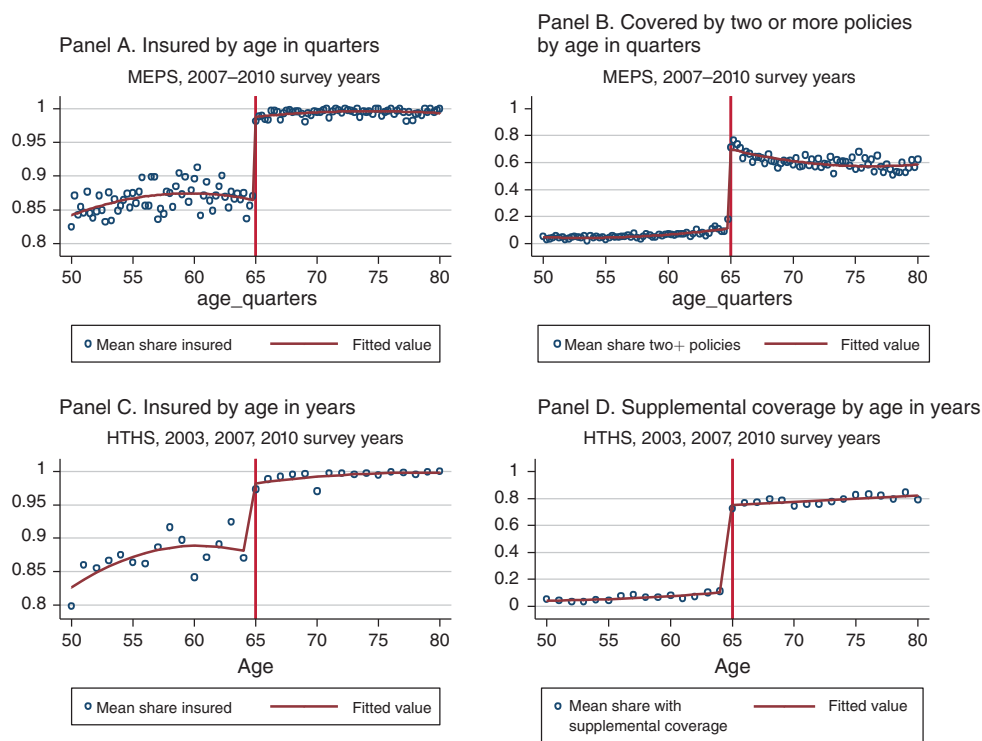 Panel A. Insured by age in quarters
MEPS, 2007–2010 survey years
1
0.95
0.9
0.85
0.8
50 55 60 65 70 75 80
age_quarters
Mean share insured Fitted value
Panel B. Covered by two or more policies
by age in quarters
MEPS, 2007–2010 survey years
1
0.8
0.6
0.4
0.2
0
50 55 60 65 70 75 80
age_quarters
Mean share two+ policies Fitted value
Panel C. Insured by age in years
HTHS, 2003, 2007, 2010 survey years
1
0.95
0.9
0.85
0.8
50 55 60 65 70 75 80
Age
Mean share insured Fitted value
Panel D. Supplemental coverage by age in years
HTHS, 2003, 2007, 2010 survey years
1
0.8
0.6
0.4
0.2
0
50 55 60 65 70 75 80
Age
Mean share with Fitted value
supplemental coverage